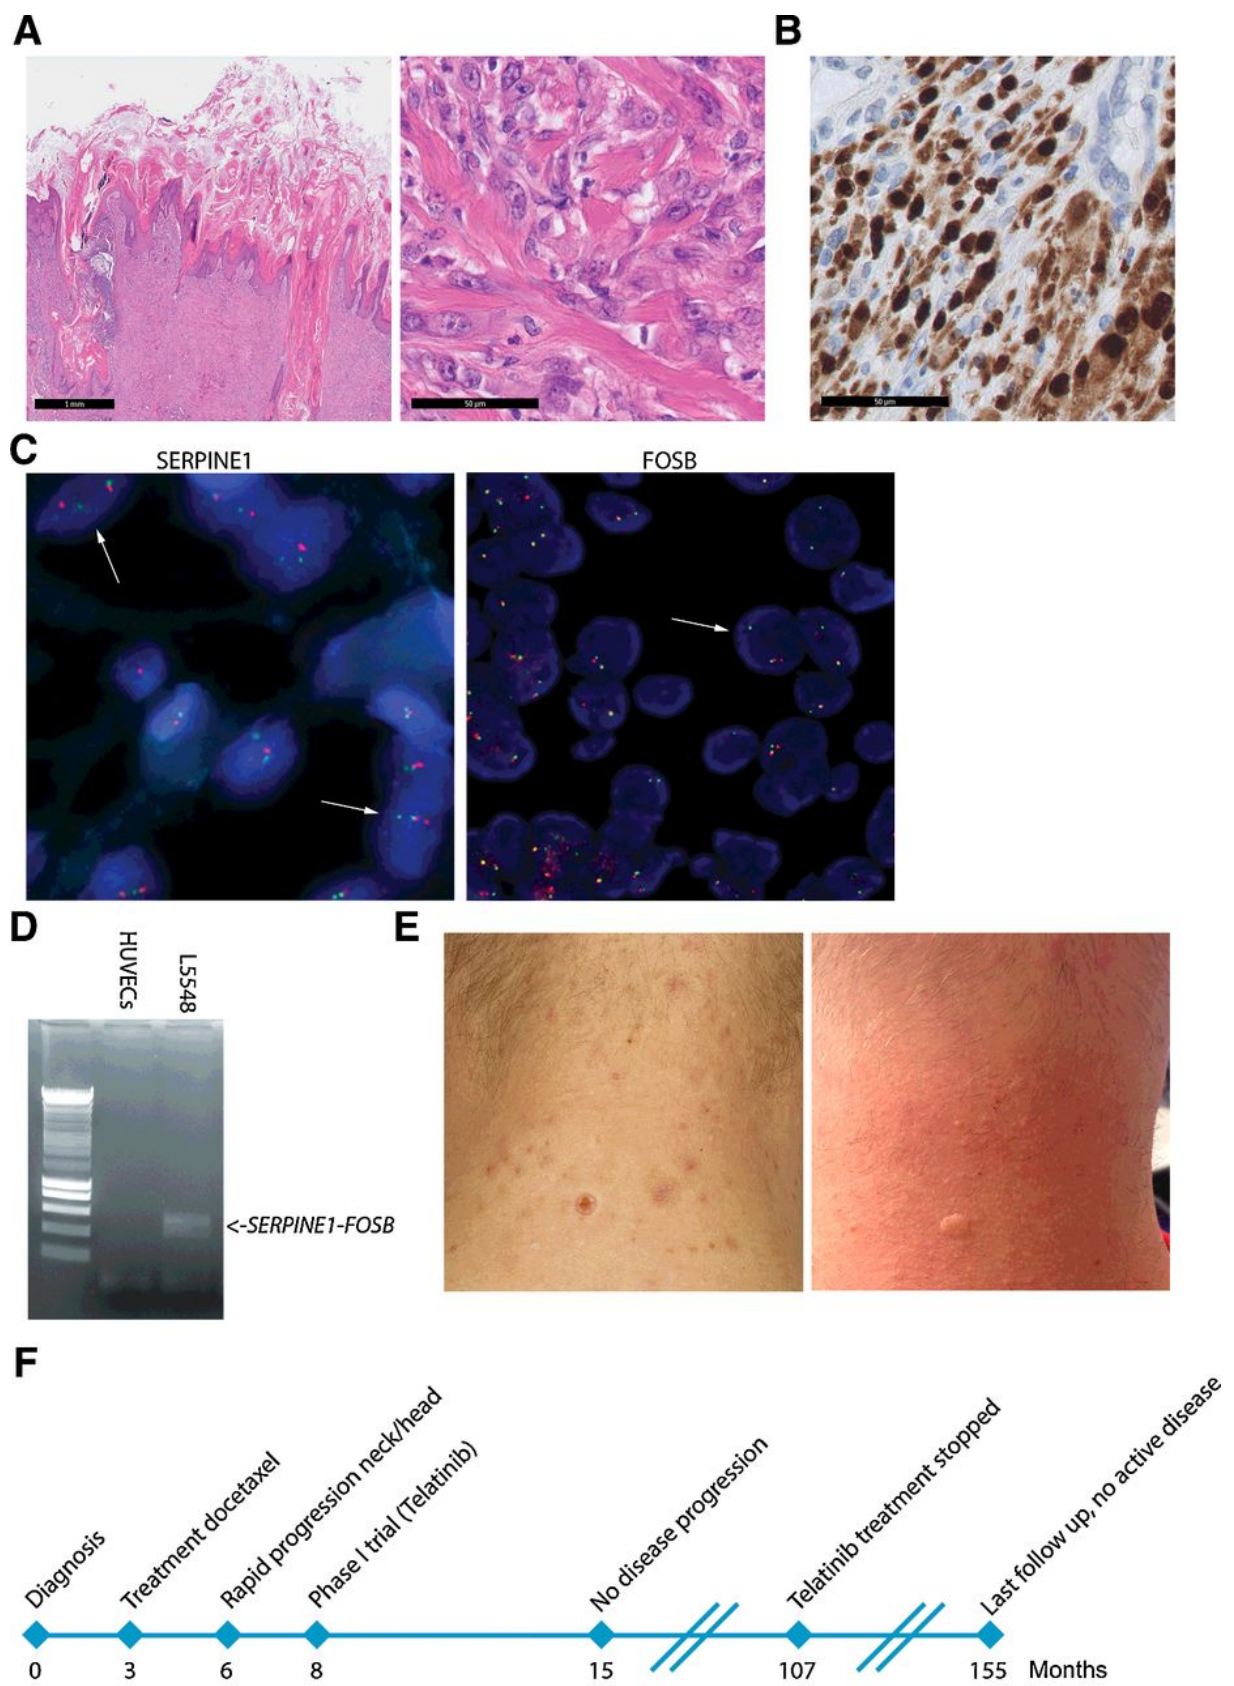 A
B
1 mm
50 µm
50 µm
C
SERPINE1
FOSB
D
HUVECs
L5548
<-SERPINE1-FOSB
E
F
Diagnosis
Treatment docetaxel
Rapid progression neck/head
Phase I trial (Telatinib)
No disease progression
Telatinib treatment stopped
Last follow up, no active disease
0 3 6 8 15 107 155 Months